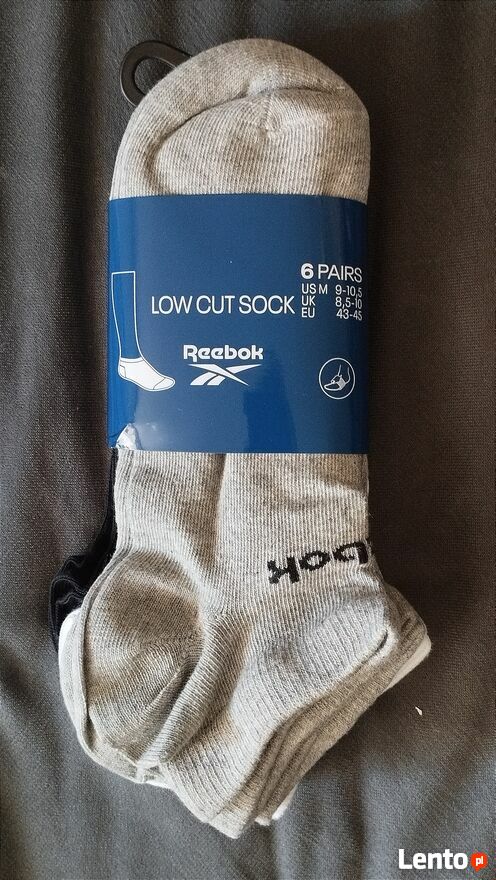 6 PAIRS
US M 9-10,5
LOW CUT SOCK UK 8,5-10
EU 43-45
Reebok
bok
Lento pl